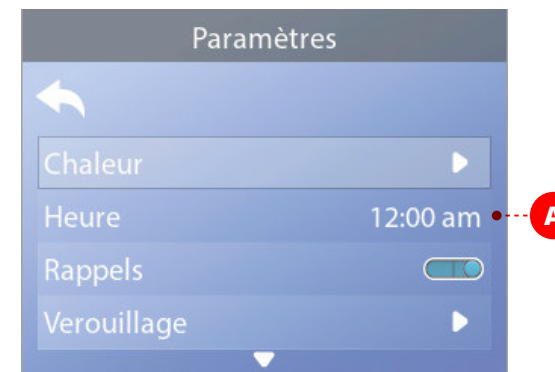 Paramètres
Chaleur
Heure 12:00 am
A
Rappels
Verouillage